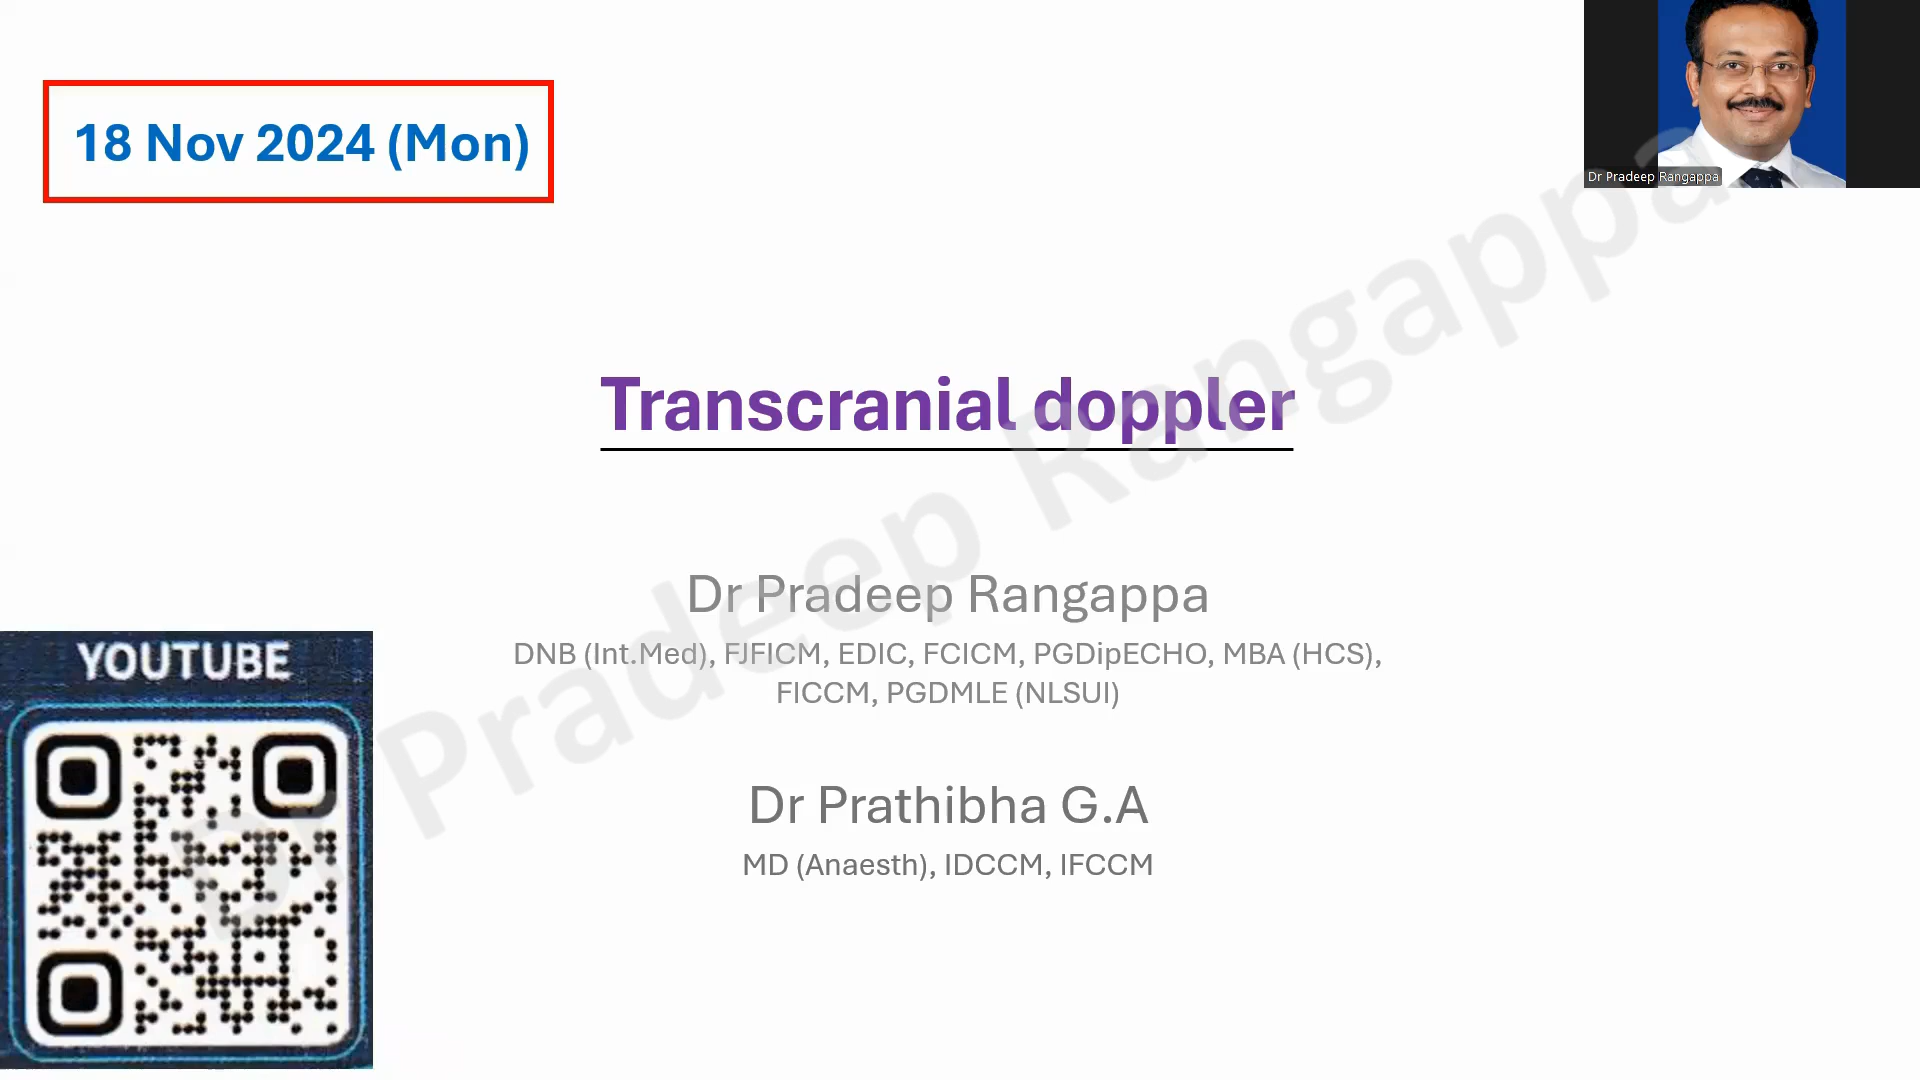 18 Nov 2024 (Mon)
Dr Pradeep Rangappa
Transcranial doppler
Dr Pradeep Rangappa
DNB (Int.Med), FJFICM, EDIC, FCICM, PGDipECHO, MBA (HCS),
FICCM, PGDMLE (NLSUI)
Dr Prathibha G.A
MD (Anaesth), IDCCM, IFCCM
YOUTUBE
Dr Pradeep Rangappa